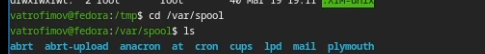 vatrofimov@fedora:/tmp$ cd /var/spool
vatrofimov@fedora:/var/spool$ ls
abrt abrt-upload anacron at cron cups lpd mail plymouth